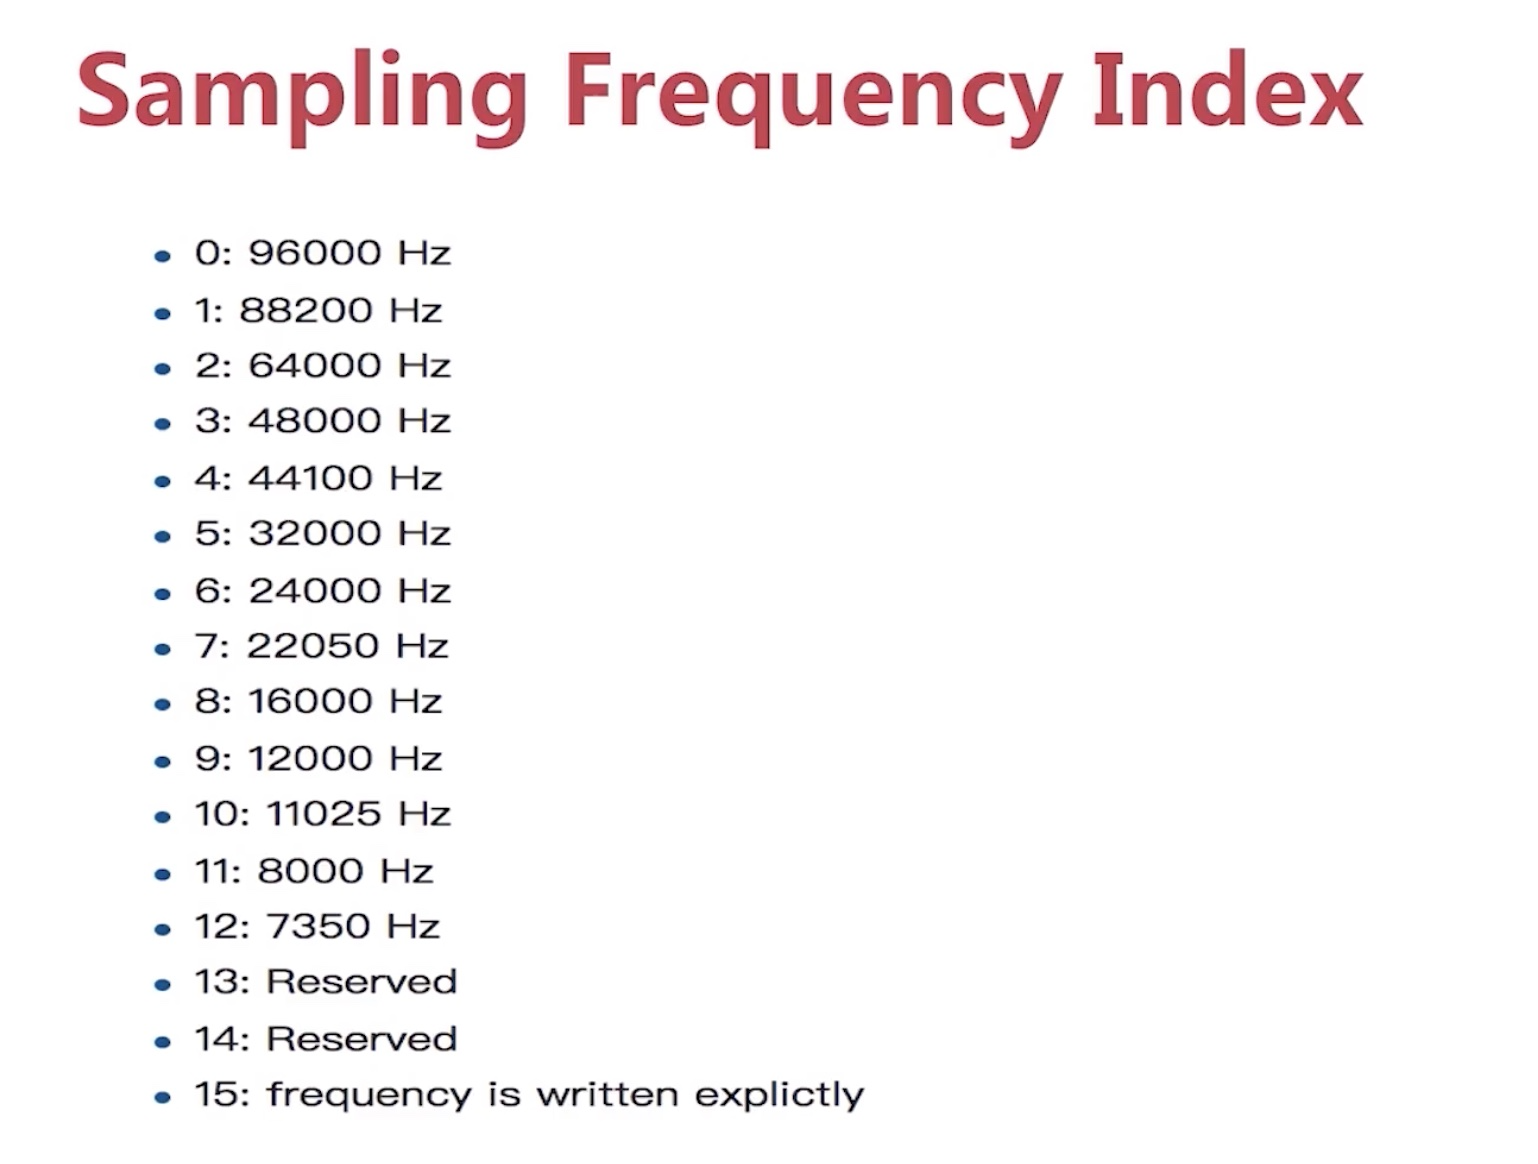 Sampling Frequency Index
• 0: 96000 Hz
• 1: 88200 Hz
• 2: 64000 Hz
• 3: 48000 Hz
• 4: 44100 Hz
• 5: 32000 Hz
• 6: 24000 Hz
• 7: 22050 Hz
• 8: 16000 Hz
• 9: 12000 Hz
• 10: 11025 Hz
• 11: 8000 Hz
• 12: 7350 Hz
• 13: Reserved
• 14: Reserved
• 15: frequency is written explictly